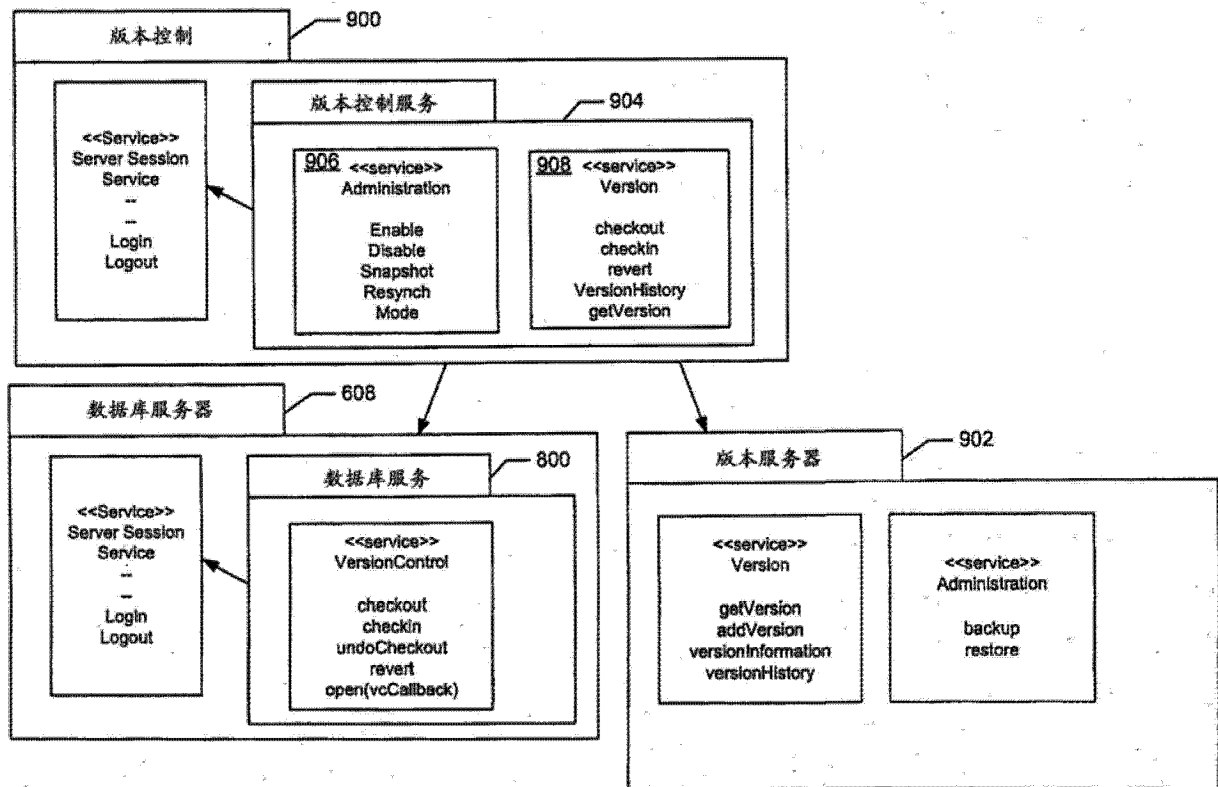 版本控制
900
<<Service>>
Server Session
Service
--
--
Login
Logout
版本控制服务
904
906
<<service>>
Administration
Enable
Disable
Snapshot
Resynch
Mode
908
<<service>>
Version
checkout
checkin
revert
VersionHistory
getVersion
数据库服务器
608
<<Service>>
Server Session
Service
--
--
Login
Logout
数据库服务
800
<<service>>
VersionControl
checkout
checkin
undoCheckout
revert
open(vcCallback)
版本服务器
902
<<service>>
Version
getVersion
addVersion
versionInformation
versionHistory
<<service>>
Administration
backup
restore